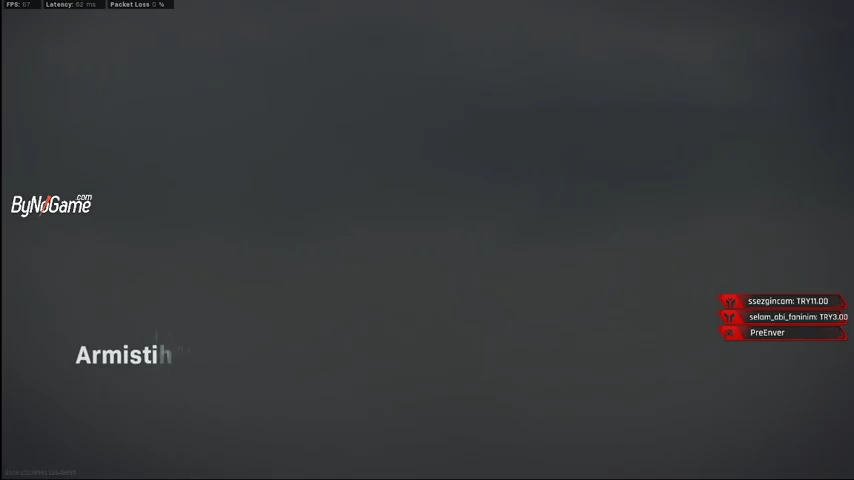 FPS: 67 Latency: 62 ms Packet Loss 0 %
ByNoGame.com
ssezgincom: TRY11.00
selam_abi_faninim: TRY3.00
PreEnver
Armistih